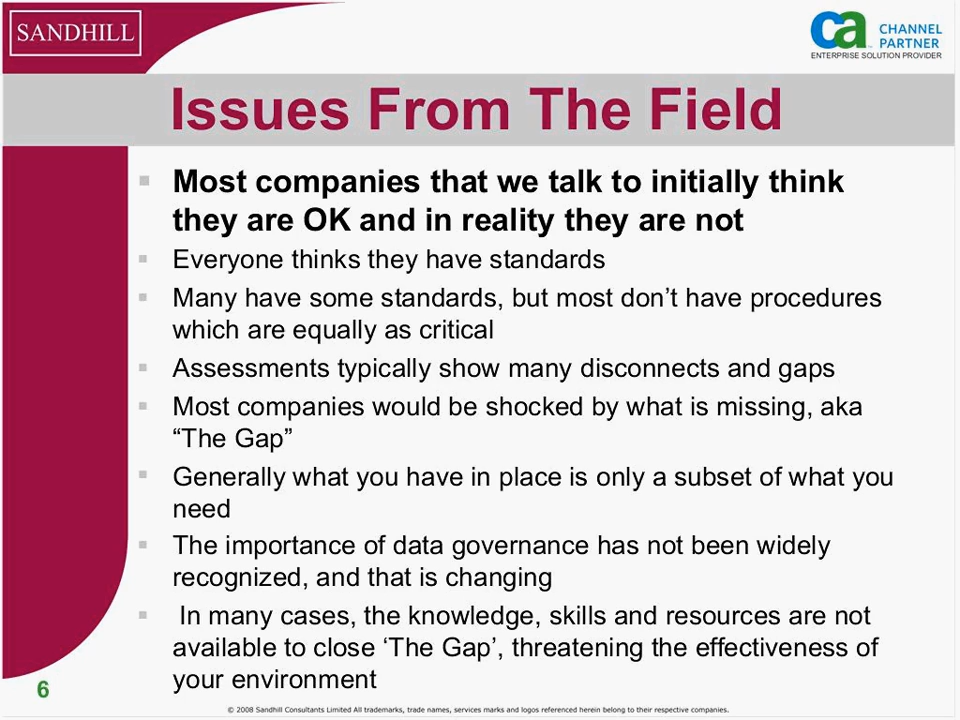 SANDHILL
ca CHANNEL
PARTNER
ENTERPRISE SOLUTION PROVIDER
Issues From The Field
▪ Most companies that we talk to initially think
they are OK and in reality they are not
▪ Everyone thinks they have standards
▪ Many have some standards, but most don’t have procedures
which are equally as critical
▪ Assessments typically show many disconnects and gaps
▪ Most companies would be shocked by what is missing, aka
“The Gap”
▪ Generally what you have in place is only a subset of what you
need
▪ The importance of data governance has not been widely
recognized, and that is changing
▪ In many cases, the knowledge, skills and resources are not
available to close ‘The Gap’, threatening the effectiveness of
your environment
6
© 2008 Sandhill Consultants Limited All trademarks, trade names, services marks and logos referenced herein belong to their respective companies.